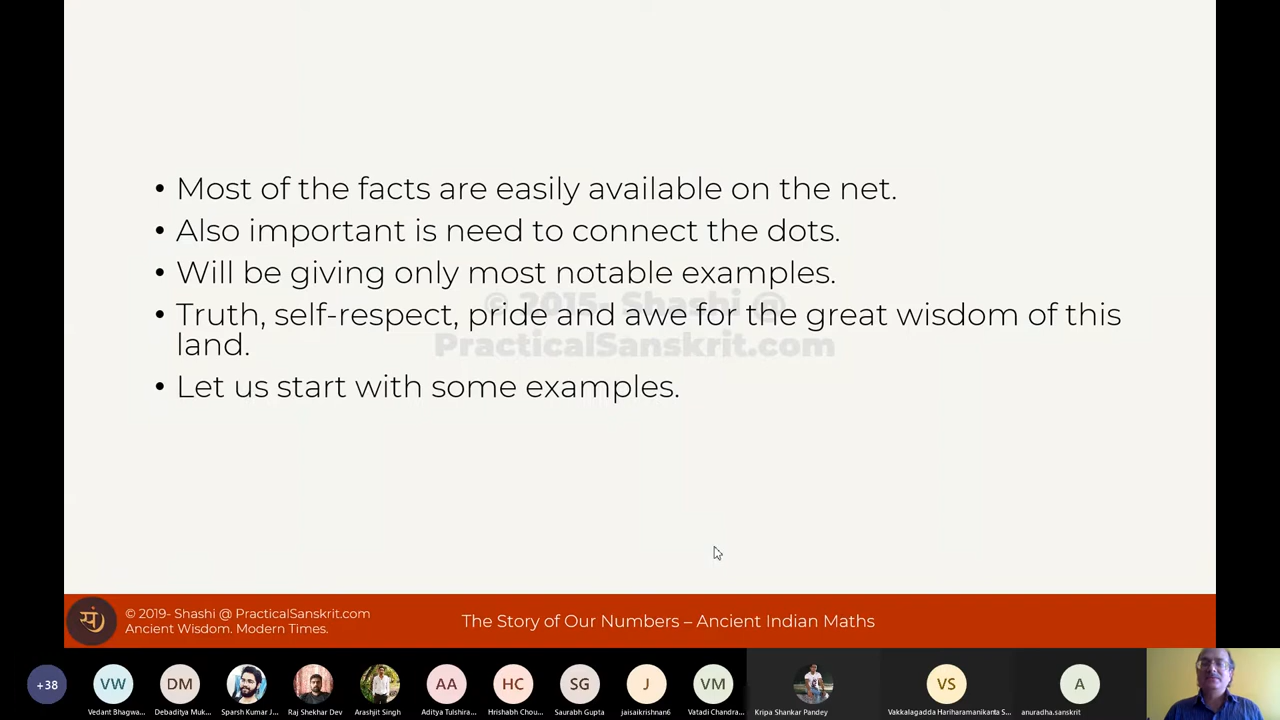 • Most of the facts are easily available on the net.
• Also important is need to connect the dots.
• Will be giving only most notable examples.
• Truth, self-respect, pride and awe for the great wisdom of this
land.
• Let us start with some examples.
© 2015- Shashi @
PracticalSanskrit.com
सं
© 2019- Shashi @ PracticalSanskrit.com
Ancient Wisdom. Modern Times.
The Story of Our Numbers – Ancient Indian Maths
+38
VW
DM
AA
HC
SG
J
VM
VS
A
Vedant Bhagwa...
Debaditya Muk...
Sparsh Kumar J...
Raj Shekhar Dev
Arashjit Singh
Aditya Tulshira...
Hrishabh Chou...
Saurabh Gupta
jaisaikrishnan6
Vatadi Chandra...
Kripa Shankar Pandey
Vakkalagadda Hariharamanikanta S...
anuradha.sanskrit